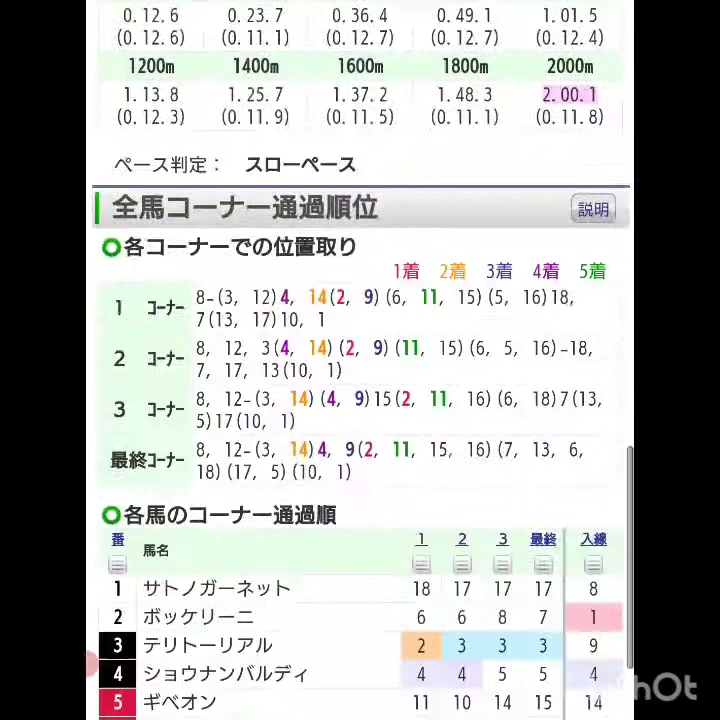 0.12.6 0.23.7 0.36.4 0.49.1 1.01.5
(0.12.6) (0.11.1) (0.12.7) (0.12.7) (0.12.4)
1200m 1400m 1600m 1800m 2000m
1.13.8 1.25.7 1.37.2 1.48.3 2.00.1
(0.12.3) (0.11.9) (0.11.5) (0.11.1) (0.11.8)
ペース判定： スローペース
全馬コーナー通過順位 説明
各コーナーでの位置取り
1着 2着 3着 4着 5着
1 コーナー 8-(3, 12)4, 14(2, 9)(6, 11, 15)(5, 16)18,
7(13, 17)10, 1
2 コーナー 8, 12, 3(4, 14)(2, 9)(11, 15)(6, 5, 16)-18,
7, 17, 13(10, 1)
3 コーナー 8, 12-(3, 14)(4, 9)15(2, 11, 16)(6, 18)7(13,
5)17(10, 1)
最終コーナー 8, 12-(3, 14)4, 9(2, 11, 15, 16)(7, 13, 6,
18)(17, 5)(10, 1)
各馬のコーナー通過順
番 馬名 1 2 3 最終 入線
1 サトノガーネット 18 17 17 17 8
2 ボッケリーニ 6 6 8 7 1
3 テリトーリアル 2 3 3 3 9
4 ショウナンバルディ 4 4 5 5 4
5 ギベオン 11 10 14 15 14